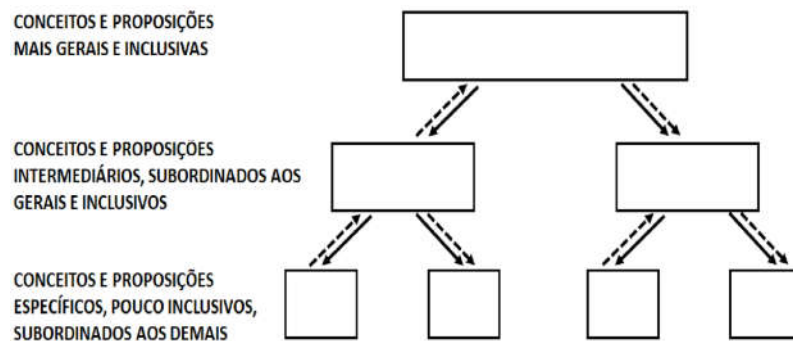 CONCEITOS E PROPOSIÇÕES
MAIS GERAIS E INCLUSIVAS
CONCEITOS E PROPOSIÇÕES
INTERMEDIÁRIOS, SUBORDINADOS AOS
GERAIS E INCLUSIVOS
CONCEITOS E PROPOSIÇÕES
ESPECÍFICOS, POUCO INCLUSIVOS,
SUBORDINADOS AOS DEMAIS